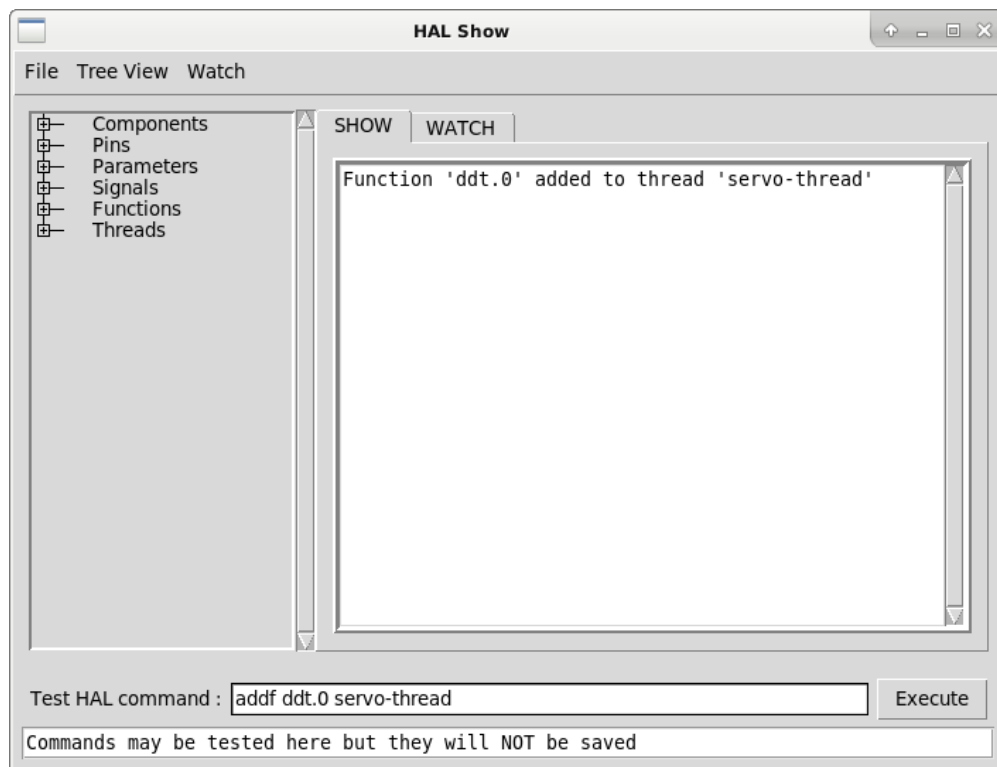 HAL Show
File Tree View Watch
Components
Pins
Parameters
Signals
Functions
Threads
SHOW WATCH
Function 'ddt.0' added to thread 'servo-thread'
Test HAL command : addf ddt.0 servo-thread Execute
Commands may be tested here but they will NOT be saved